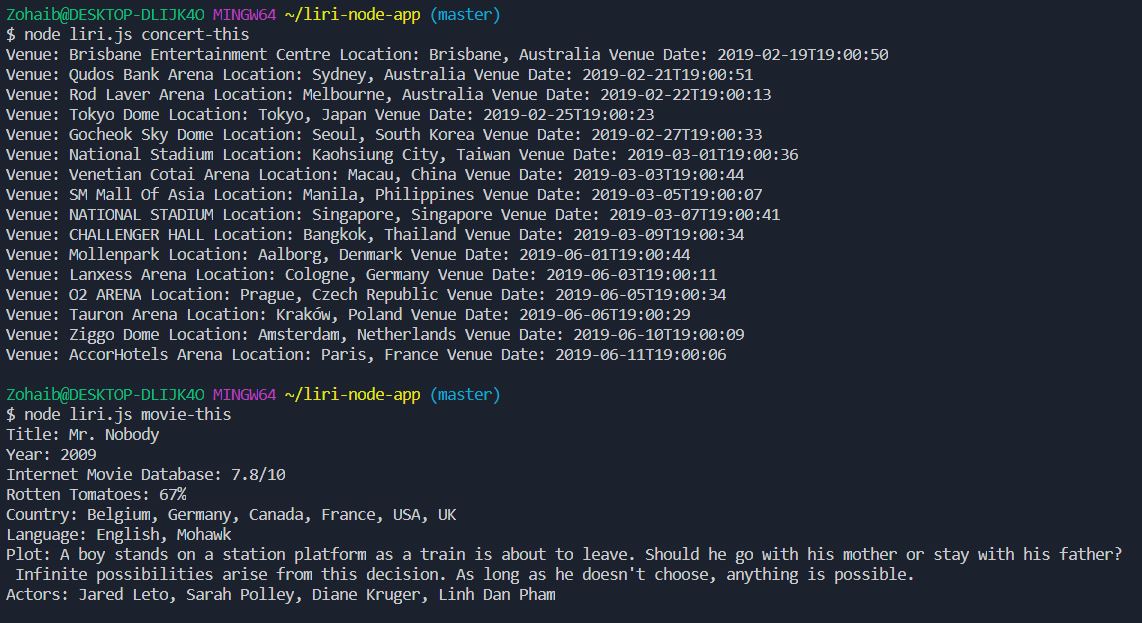 Zohaib@DESKTOP-DLIJK4O MINGW64 ~/liri-node-app (master)
$ node liri.js concert-this
Venue: Brisbane Entertainment Centre Location: Brisbane, Australia Venue Date: 2019-02-19T19:00:50
Venue: Qudos Bank Arena Location: Sydney, Australia Venue Date: 2019-02-21T19:00:51
Venue: Rod Laver Arena Location: Melbourne, Australia Venue Date: 2019-02-22T19:00:13
Venue: Tokyo Dome Location: Tokyo, Japan Venue Date: 2019-02-25T19:00:23
Venue: Gocheok Sky Dome Location: Seoul, South Korea Venue Date: 2019-02-27T19:00:33
Venue: National Stadium Location: Kaohsiung City, Taiwan Venue Date: 2019-03-01T19:00:36
Venue: Venetian Cotai Arena Location: Macau, China Venue Date: 2019-03-03T19:00:44
Venue: SM Mall Of Asia Location: Manila, Philippines Venue Date: 2019-03-05T19:00:07
Venue: NATIONAL STADIUM Location: Singapore, Singapore Venue Date: 2019-03-07T19:00:41
Venue: CHALLENGER HALL Location: Bangkok, Thailand Venue Date: 2019-03-09T19:00:34
Venue: Mollenpark Location: Aalborg, Denmark Venue Date: 2019-06-01T19:00:44
Venue: Lanxess Arena Location: Cologne, Germany Venue Date: 2019-06-03T19:00:11
Venue: O2 ARENA Location: Prague, Czech Republic Venue Date: 2019-06-05T19:00:34
Venue: Tauron Arena Location: Kraków, Poland Venue Date: 2019-06-06T19:00:29
Venue: Ziggo Dome Location: Amsterdam, Netherlands Venue Date: 2019-06-10T19:00:09
Venue: AccorHotels Arena Location: Paris, France Venue Date: 2019-06-11T19:00:06
Zohaib@DESKTOP-DLIJK4O MINGW64 ~/liri-node-app (master)
$ node liri.js movie-this
Title: Mr. Nobody
Year: 2009
Internet Movie Database: 7.8/10
Rotten Tomatoes: 67%
Country: Belgium, Germany, Canada, France, USA, UK
Language: English, Mohawk
Plot: A boy stands on a station platform as a train is about to leave. Should he go with his mother or stay with his father?
Infinite possibilities arise from this decision. As long as he doesn't choose, anything is possible.
Actors: Jared Leto, Sarah Polley, Diane Kruger, Linh Dan Pham